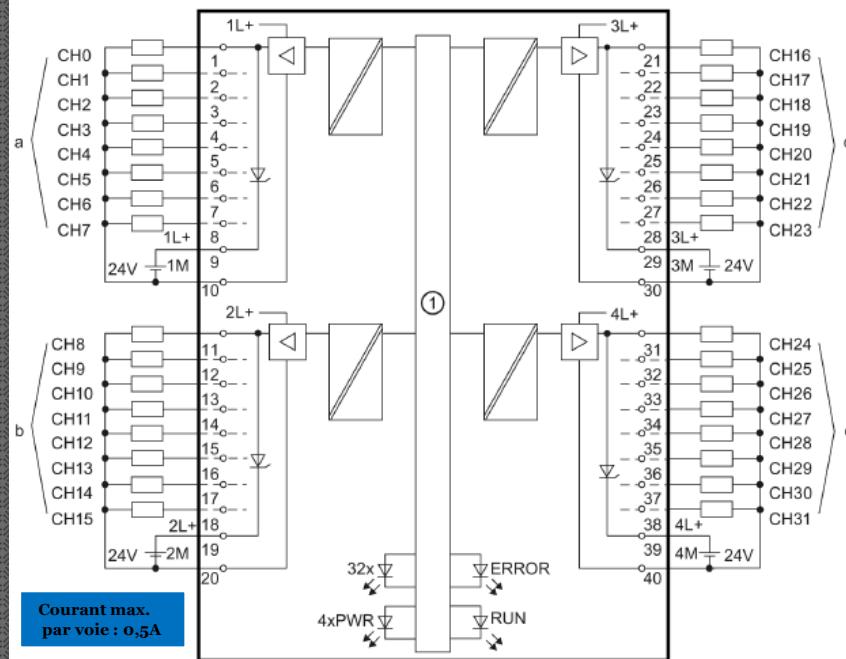 1L+
3L+
CH0
CH1
CH2
CH3
CH4
CH5
CH6
CH7
a
1
2
3
4
5
6
7
8
9
10
1L+
24V
1M
21
22
23
24
25
26
27
28
29
30
CH16
CH17
CH18
CH19
CH20
CH21
CH22
CH23
3L+
3M
24V
1
2L+
4L+
CH8
CH9
CH10
CH11
CH12
CH13
CH14
CH15
b
11
12
13
14
15
16
17
18
19
20
2L+
24V
2M
31
32
33
34
35
36
37
38
39
40
CH24
CH25
CH26
CH27
CH28
CH29
CH30
CH31
4L+
4M
24V
32x
ERROR
4xPWR
RUN
Courant max.
par voie : 0,5A